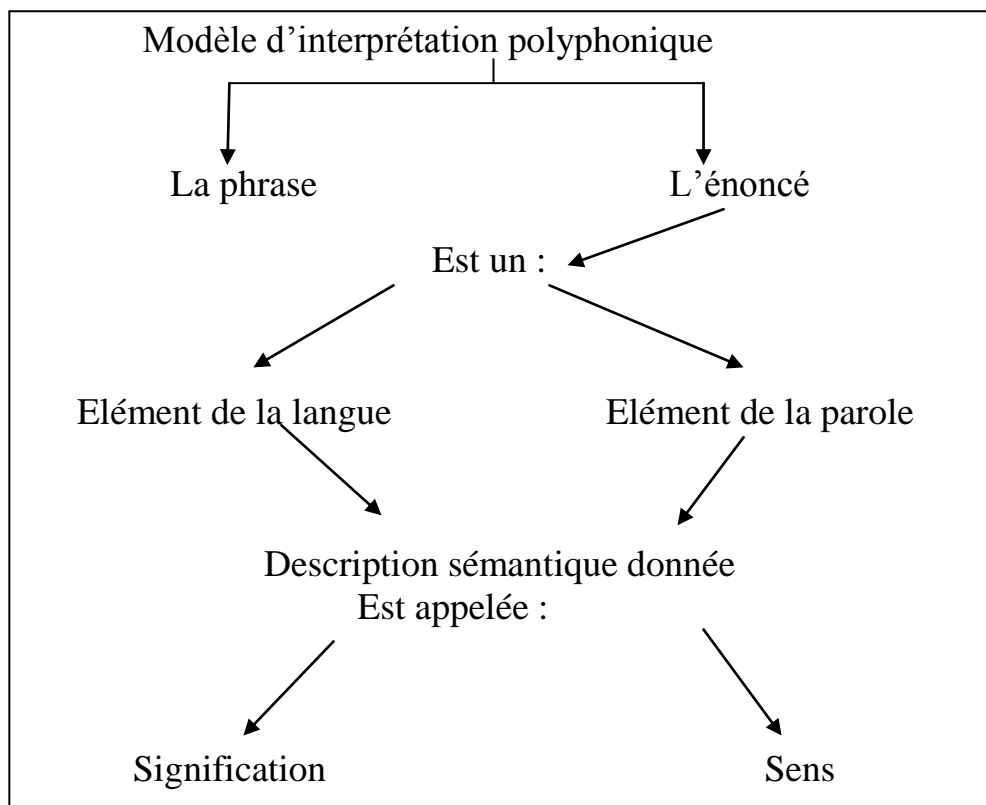 Modèle d’interprétation polyphonique
La phrase
L’énoncé
Est un :
Elément de la langue
Elément de la parole
Description sémantique donnée
Est appelée :
Signification
Sens